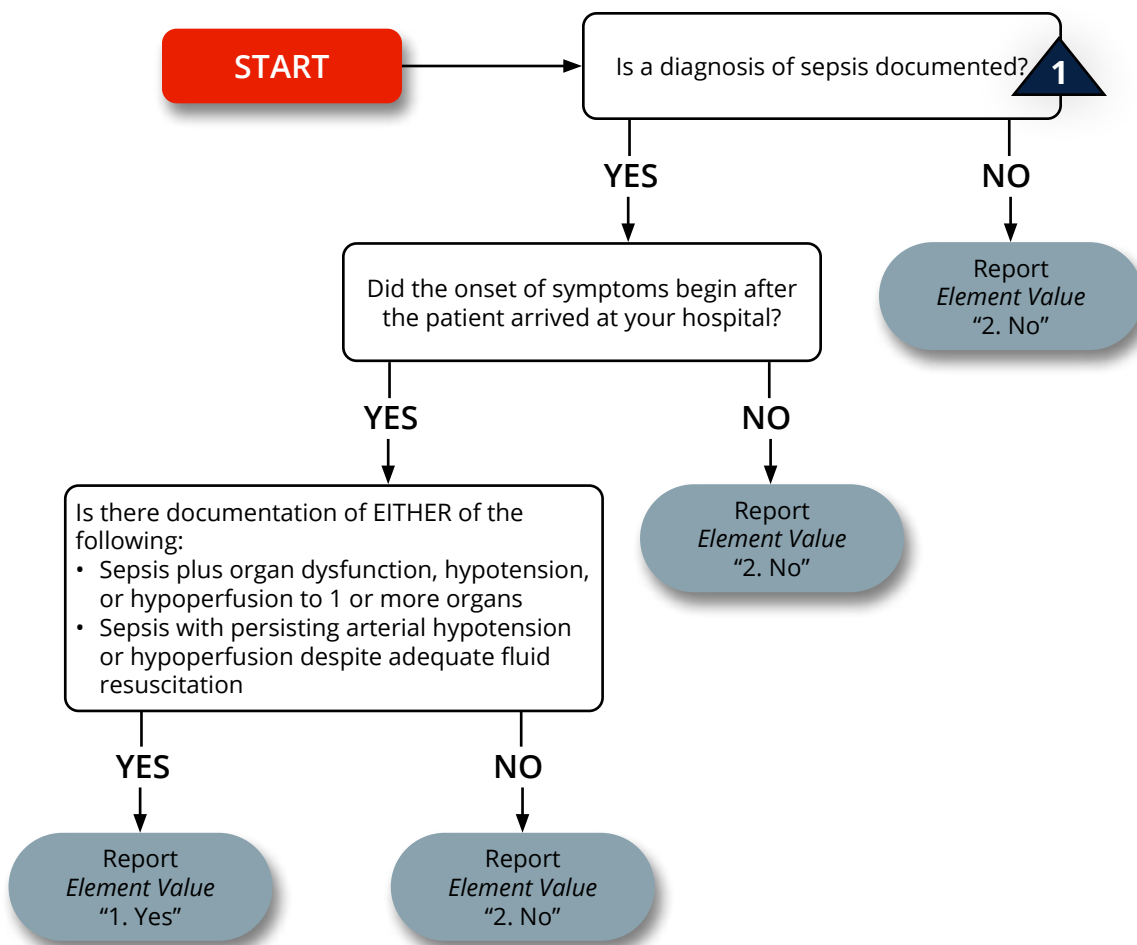 START
Is a diagnosis of sepsis documented?
1
YES
NO
Did the onset of symptoms begin after
the patient arrived at your hospital?
Report
Element Value
“2. No”
YES
NO
Is there documentation of EITHER of the
following:
• Sepsis plus organ dysfunction, hypotension,
or hypoperfusion to 1 or more organs
• Sepsis with persisting arterial hypotension
or hypoperfusion despite adequate fluid
resuscitation
Report
Element Value
“2. No”
YES
NO
Report
Element Value
“1. Yes”
Report
Element Value
“2. No”